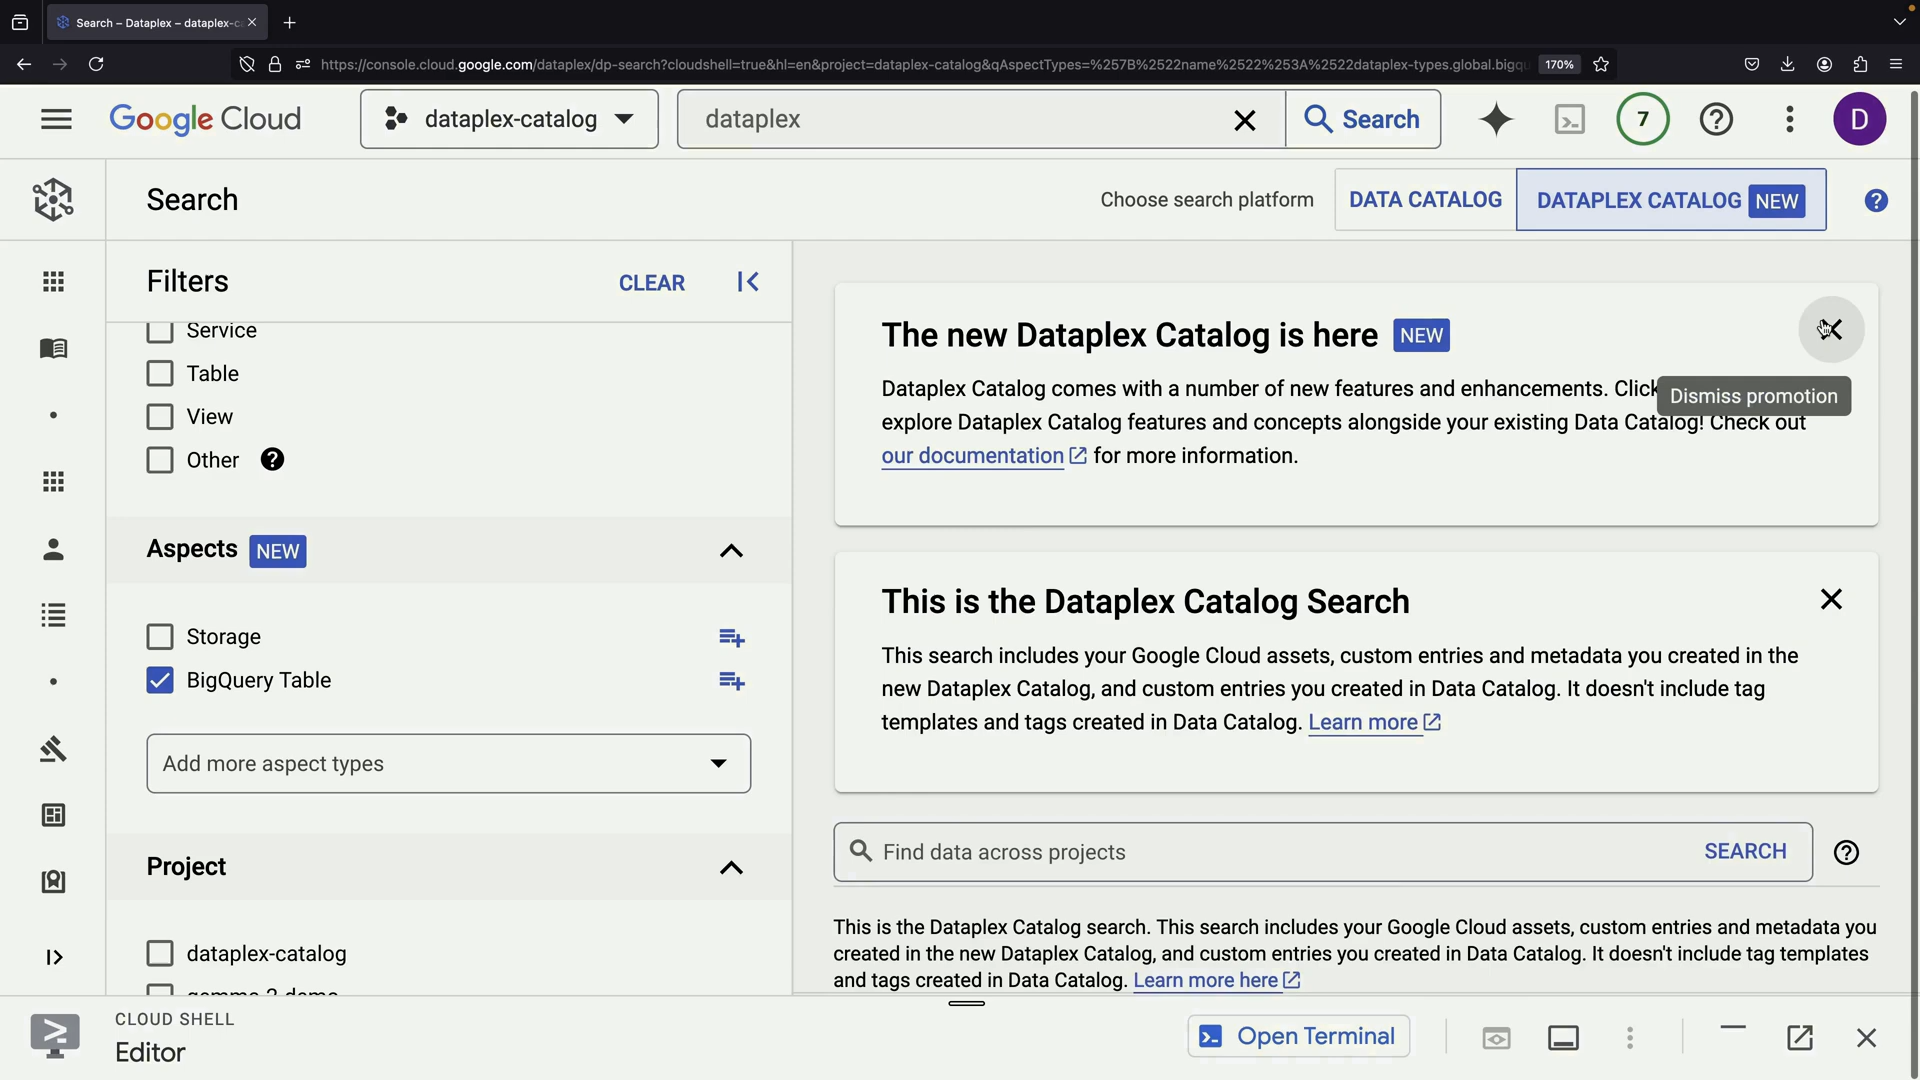 Search – Dataplex – dataplex-c
https://console.cloud.google.com/dataplex/dp-search?cloudshell=true&hl=en&project=dataplex-catalog&qAspectTypes=%257B%2522name%2522%253A%2522dataplex-types.global.bigqu
170%
Google Cloud
dataplex-catalog
dataplex
Search
7
D
Search
Choose search platform
DATA CATALOG
DATAPLEX CATALOG NEW
Filters
CLEAR
Service
Table
View
Other
Aspects NEW
Storage
BigQuery Table
Add more aspect types
Project
dataplex-catalog
The new Dataplex Catalog is here NEW
Dataplex Catalog comes with a number of new features and enhancements. Click
Dismiss promotion
explore Dataplex Catalog features and concepts alongside your existing Data Catalog! Check out
our documentation for more information.
This is the Dataplex Catalog Search
This search includes your Google Cloud assets, custom entries and metadata you created in the
new Dataplex Catalog, and custom entries you created in Data Catalog. It doesn't include tag
templates and tags created in Data Catalog. Learn more
Find data across projects
SEARCH
This is the Dataplex Catalog search. This search includes your Google Cloud assets, custom entries and metadata you
created in the new Dataplex Catalog, and custom entries you created in Data Catalog. It doesn't include tag templates
and tags created in Data Catalog. Learn more here
CLOUD SHELL
Editor
Open Terminal